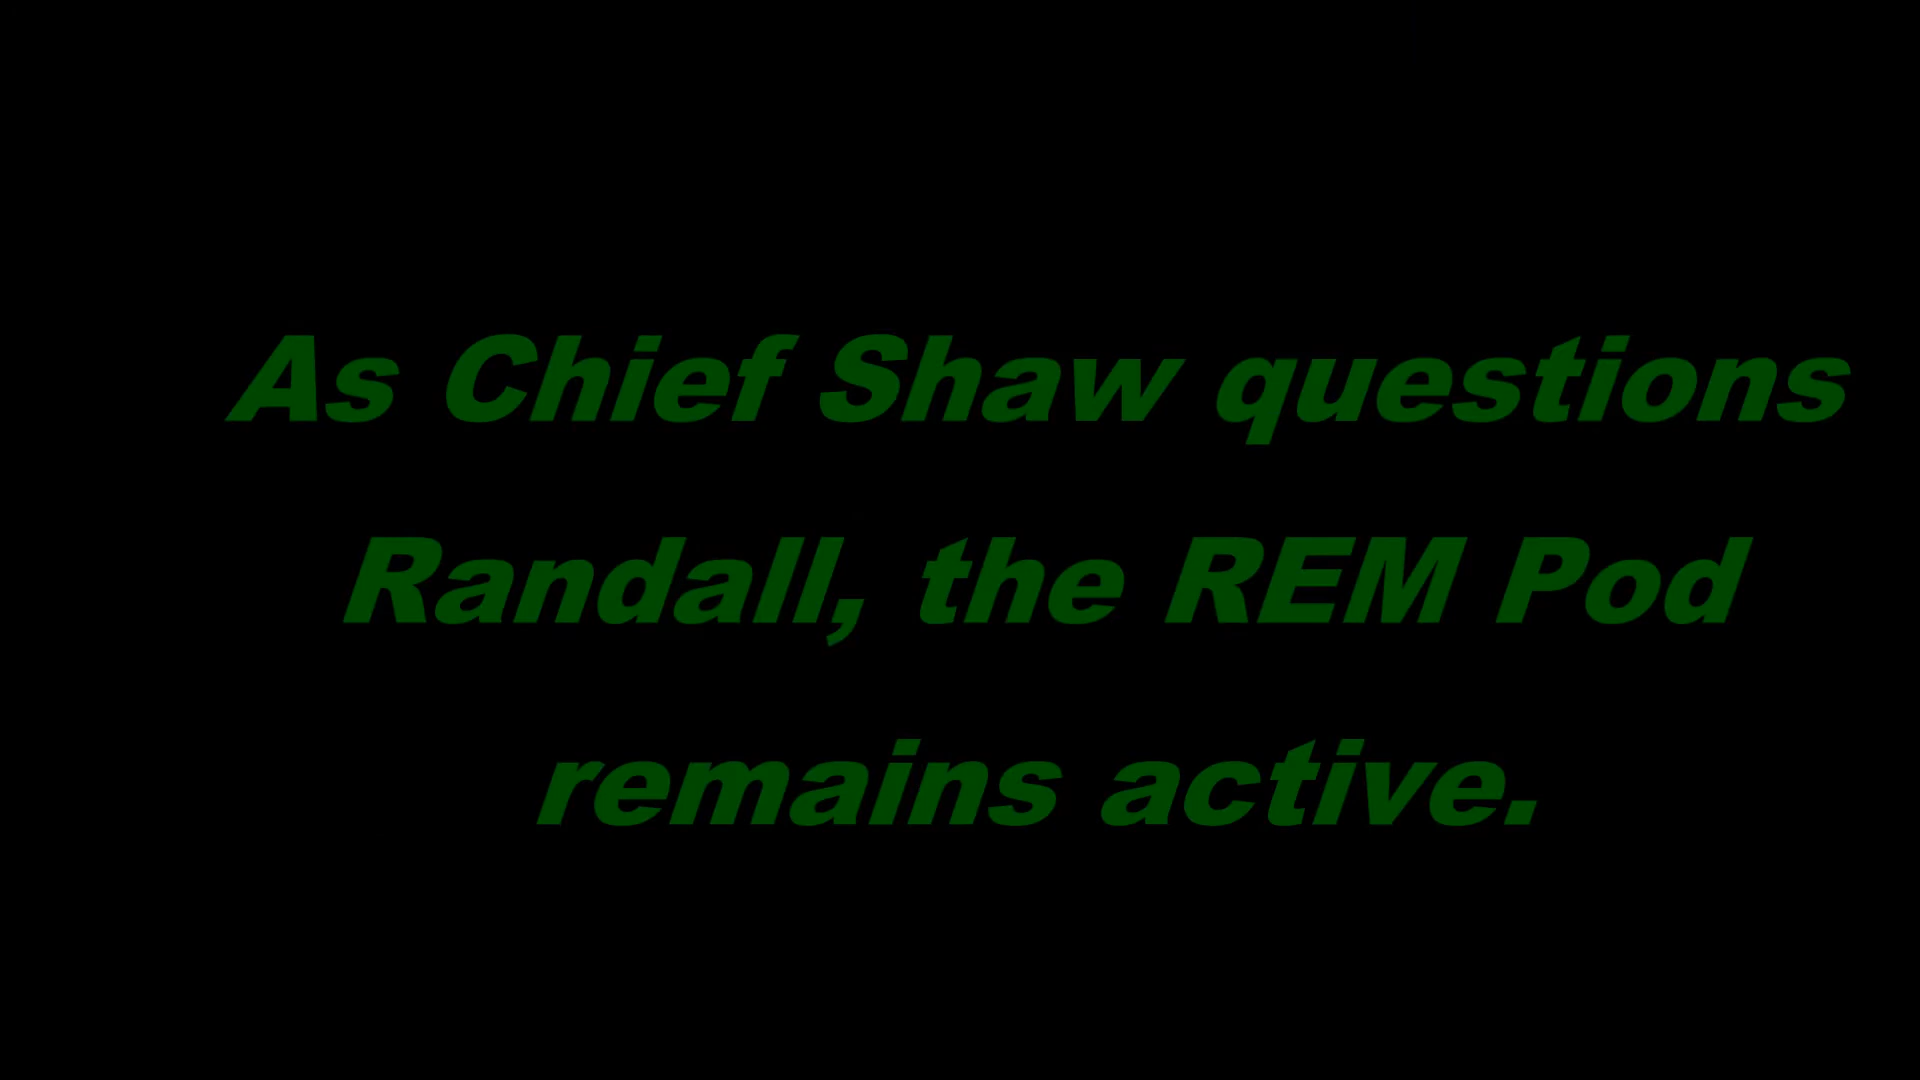 As Chief Shaw questions
Randall, the REM Pod
remains active.